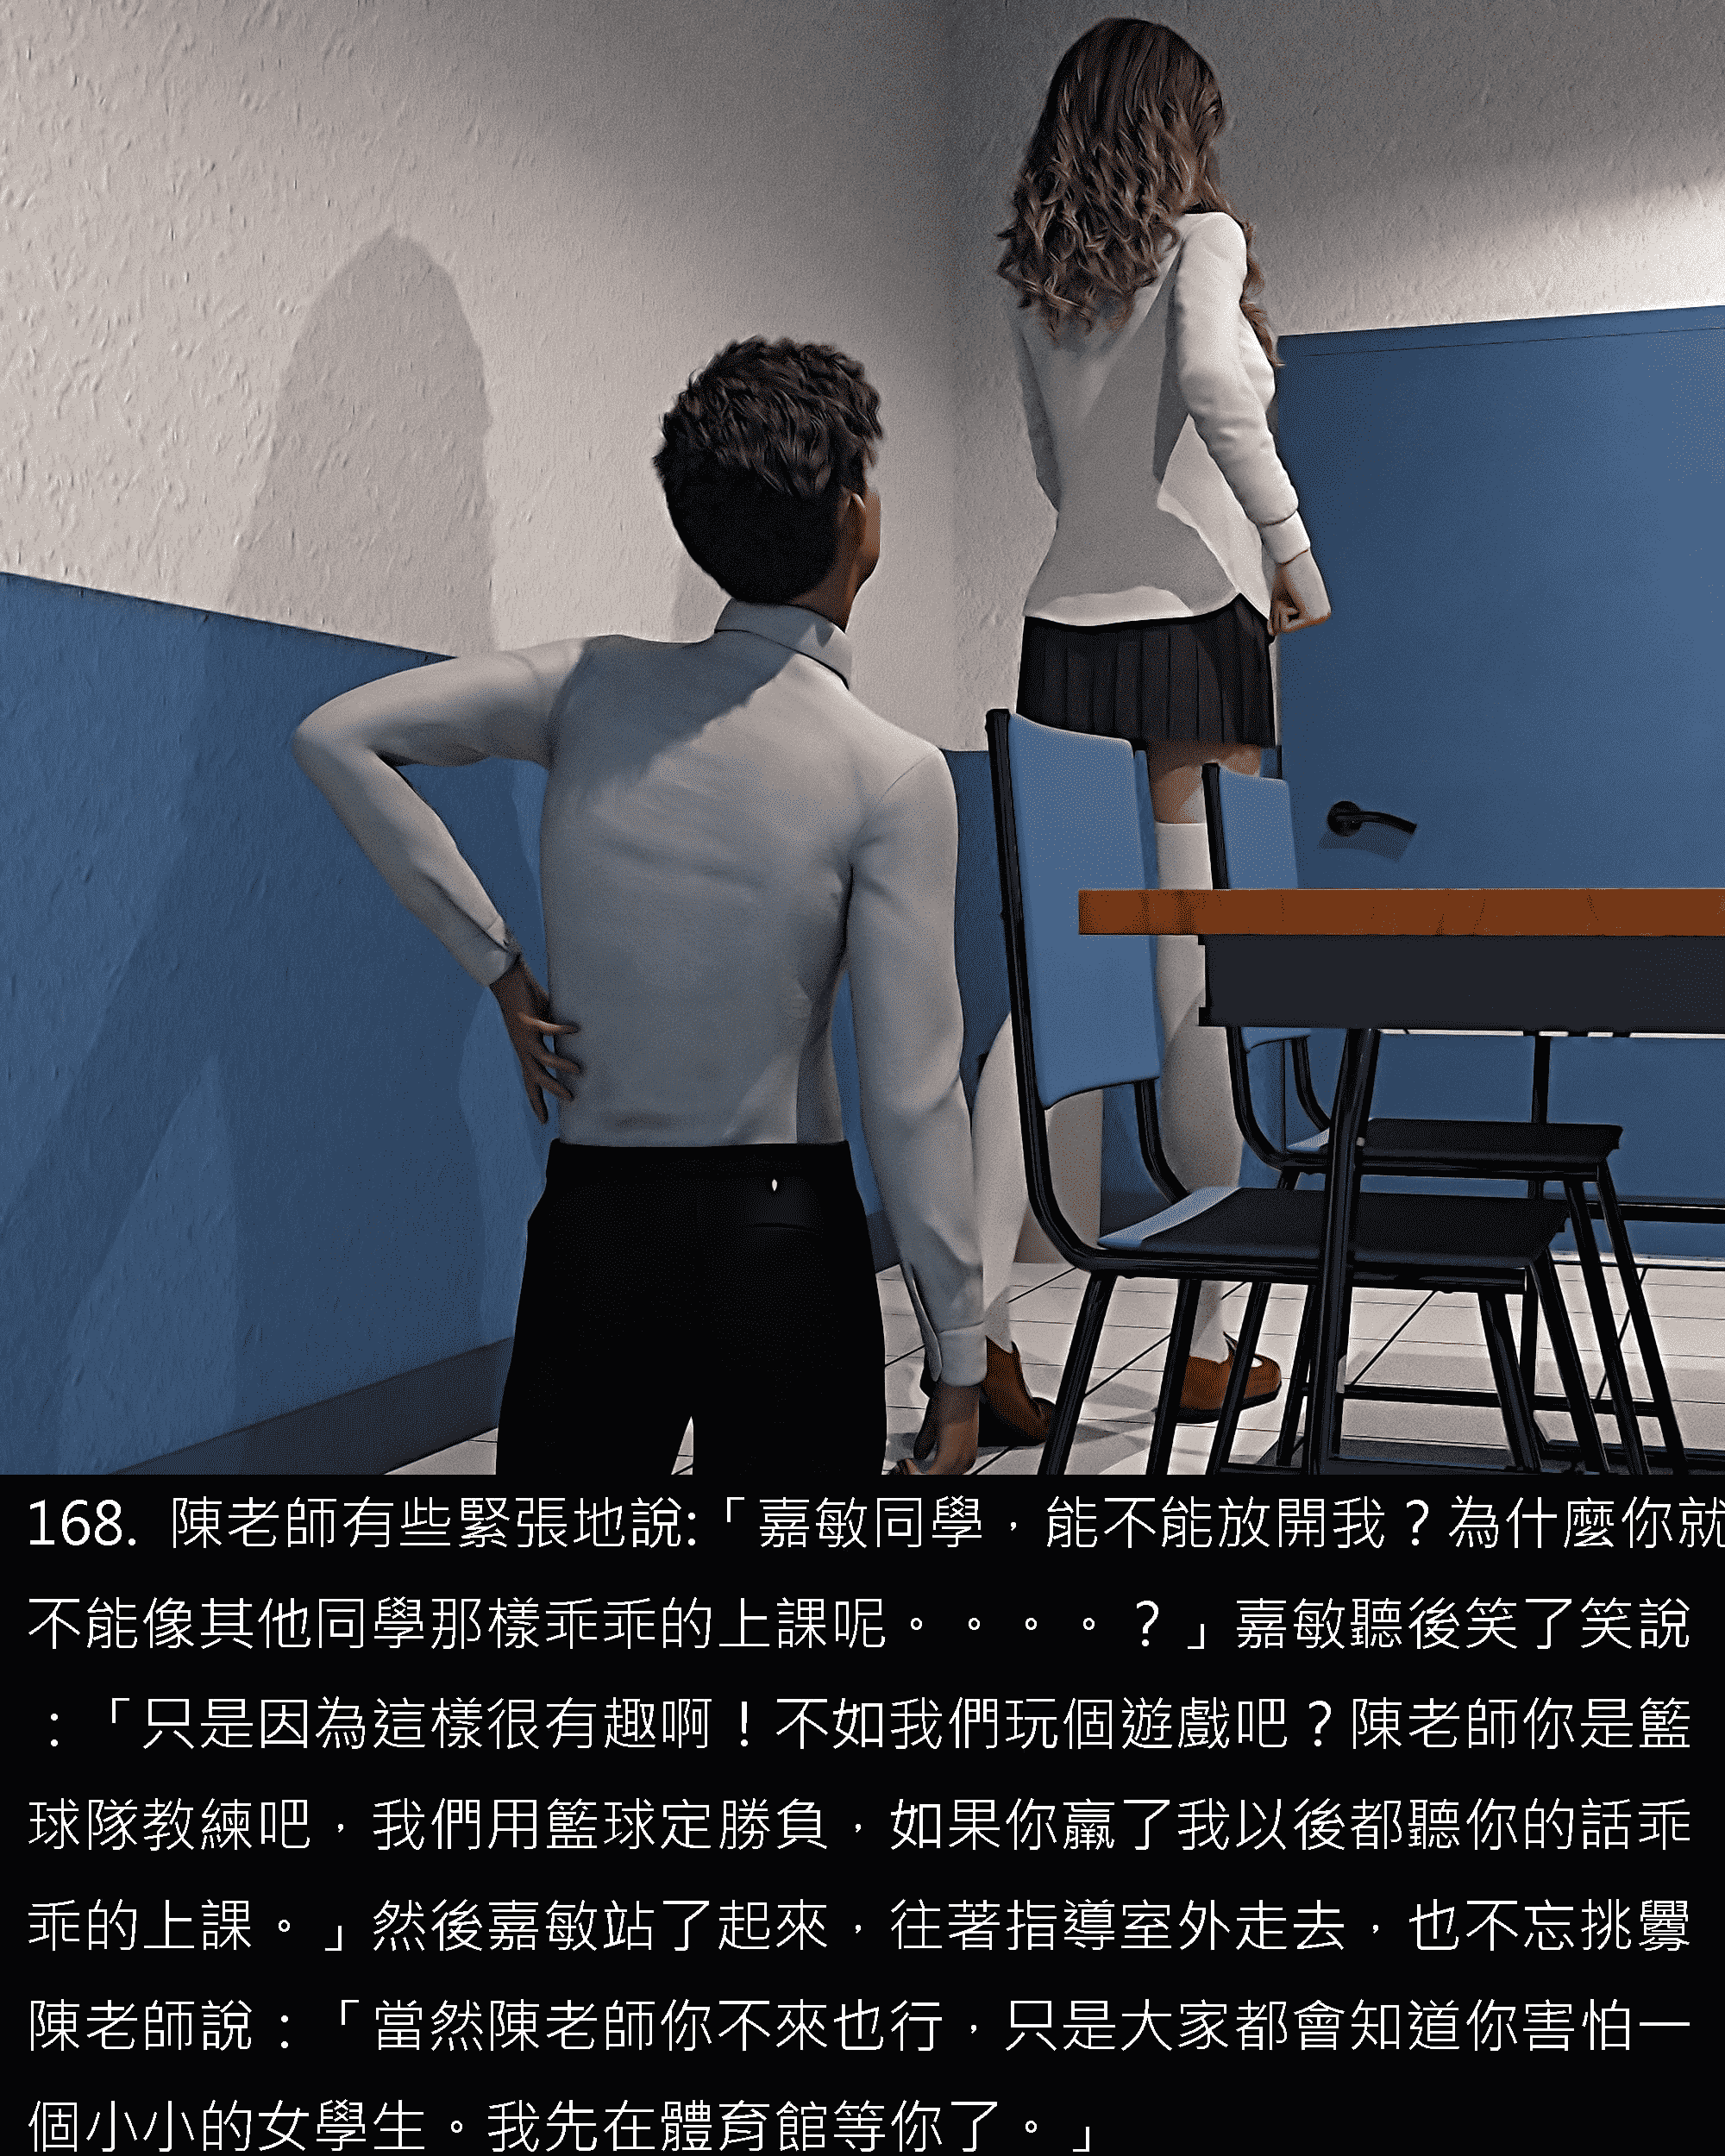 168. 陳老師有些緊張地說:「嘉敏同學，能不能放開我？為什麼你就
不能像其他同學那樣乖乖的上課呢。。。。？」嘉敏聽後笑了笑說
：「只是因為這樣很有趣啊！不如我們玩個遊戲吧？陳老師你是籃
球隊教練吧，我們用籃球定勝負，如果你贏了我以後都聽你的話乖
乖的上課。」然後嘉敏站了起來，往著指導室外走去，也不忘挑釁
陳老師說：「當然陳老師你不來也行，只是大家都會知道你害怕一
個小小的女學生。我先在體育館等你了。」